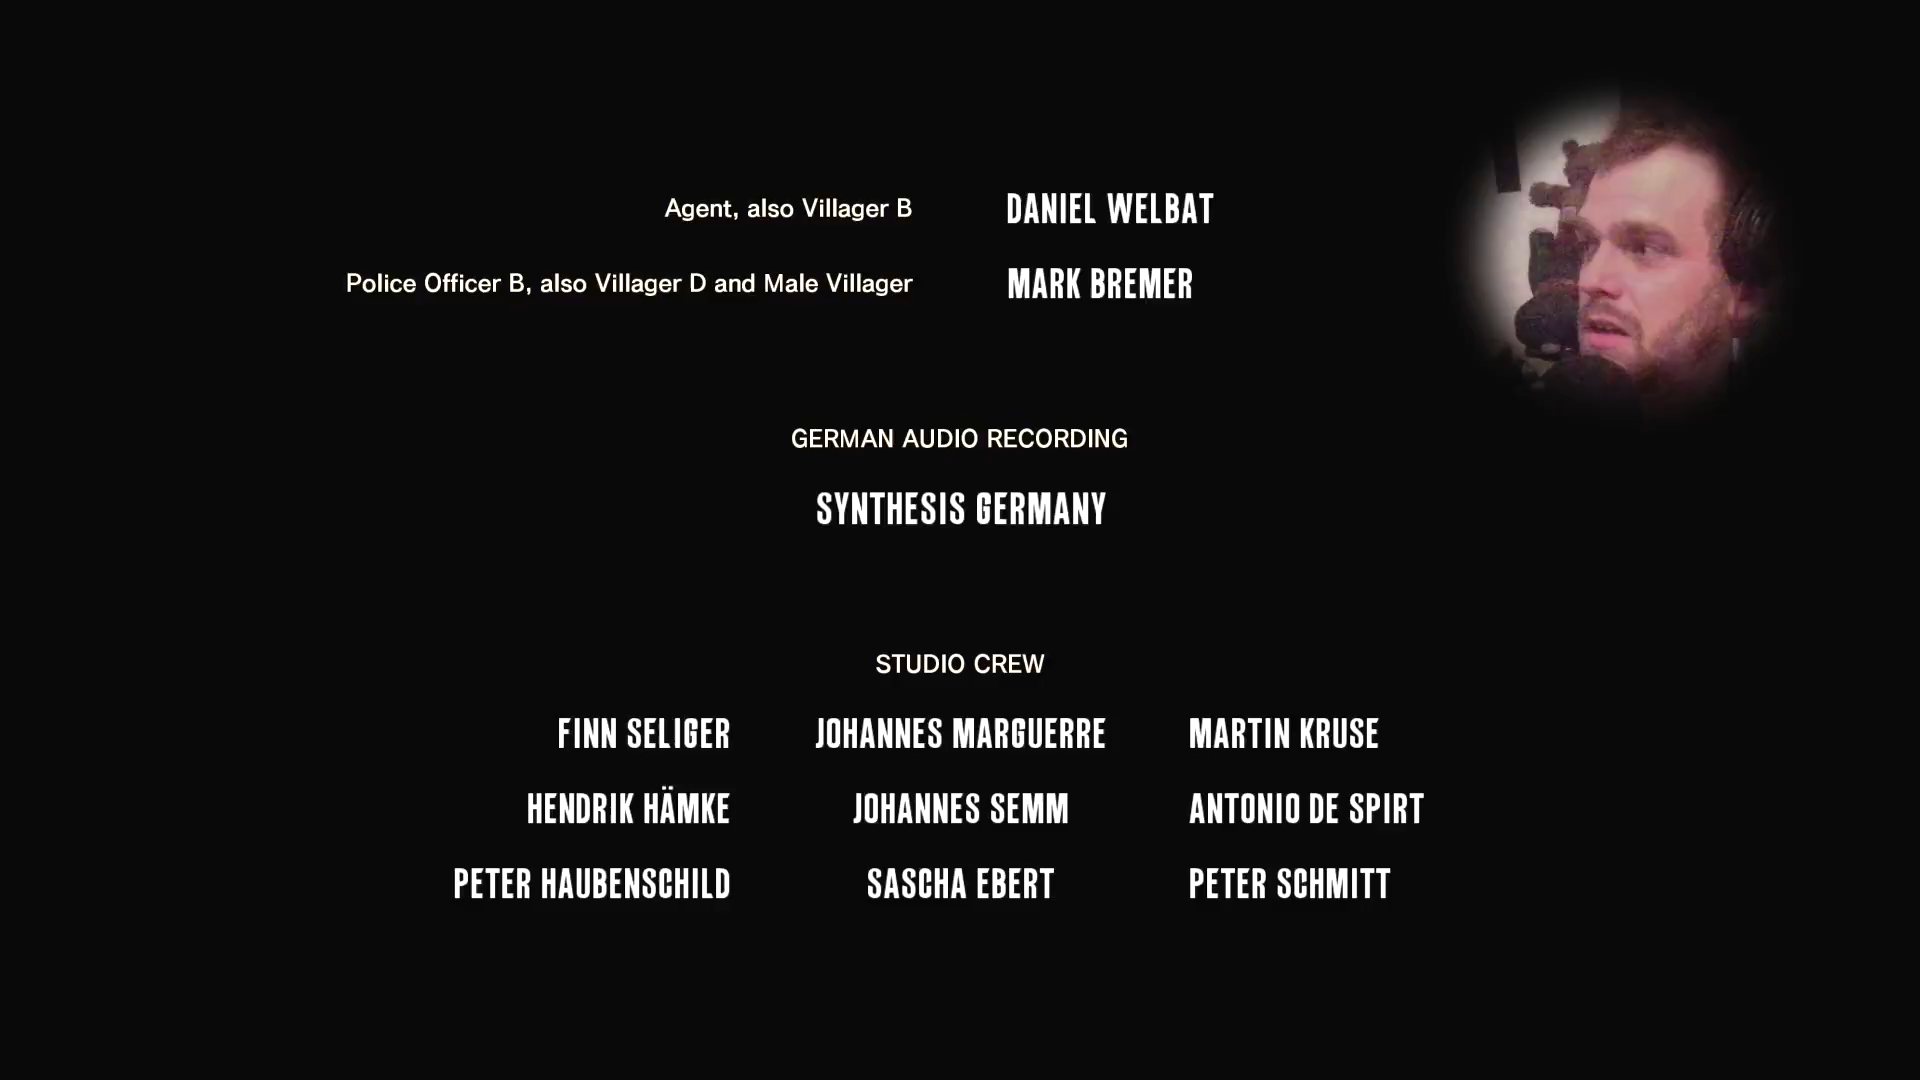 Agent, also Villager B DANIEL WELBAT
Police Officer B, also Villager D and Male Villager MARK BREMER
GERMAN AUDIO RECORDING
SYNTHESIS GERMANY
STUDIO CREW
FINN SELIGER JOHANNES MARGUERRE MARTIN KRUSE
HENDRIK HÄMKE JOHANNES SEMM ANTONIO DE SPIRT
PETER HAUBENSCHILD SASCHA EBERT PETER SCHMITT